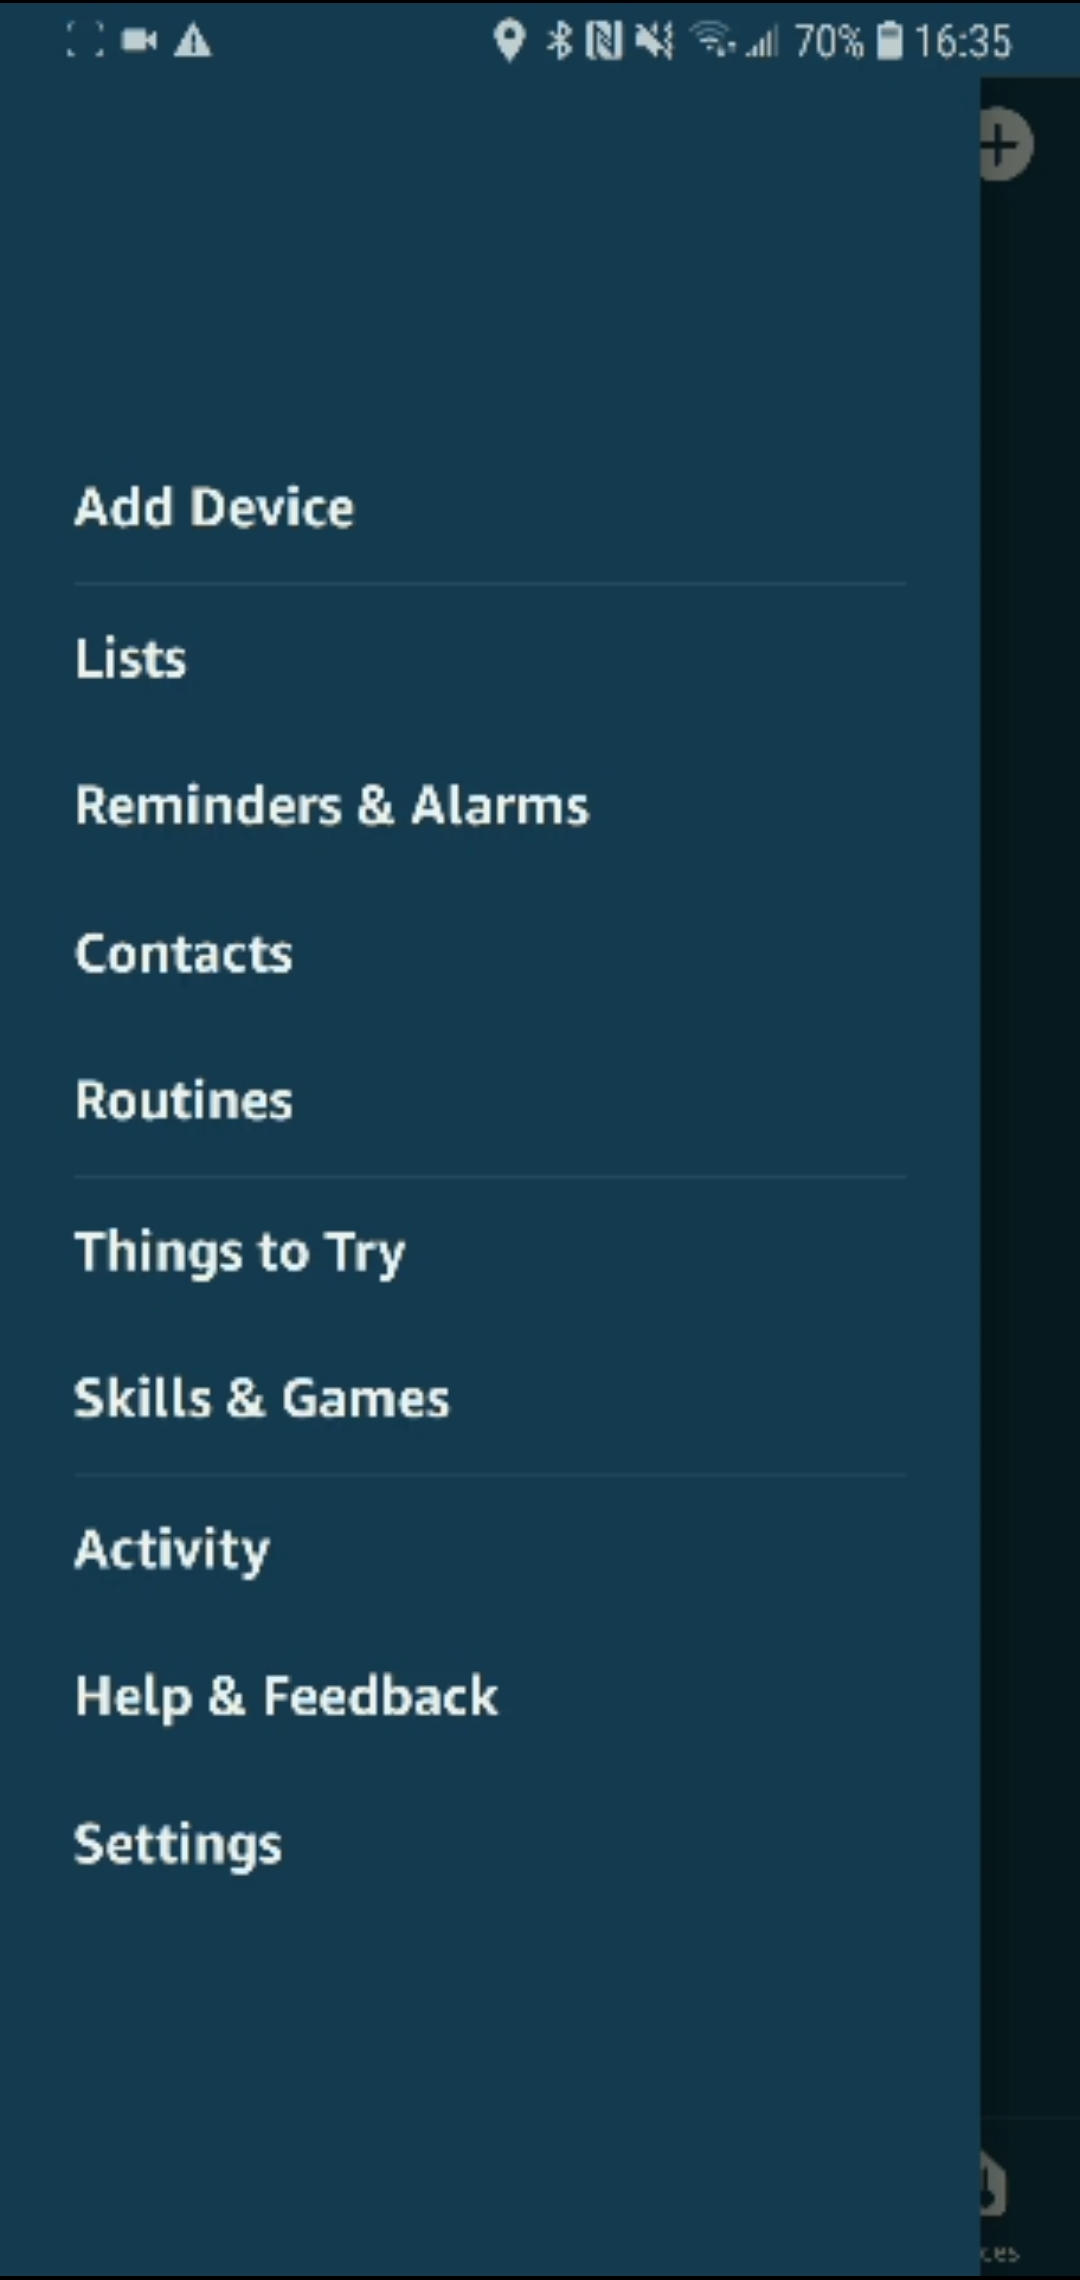 70% 16:35
Add Device
Lists
Reminders & Alarms
Contacts
Routines
Things to Try
Skills & Games
Activity
Help & Feedback
Settings
ces